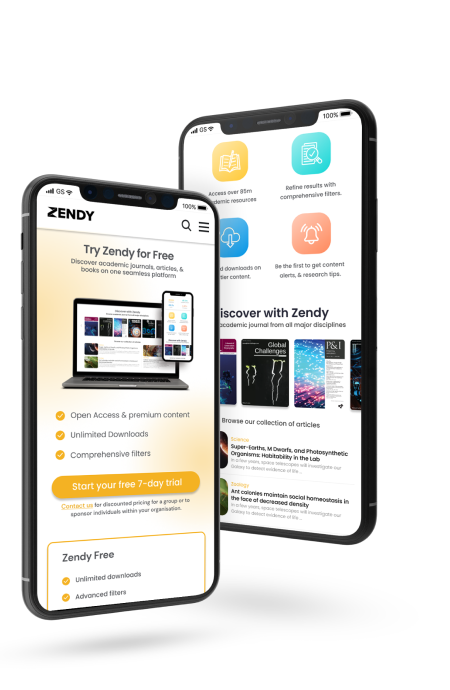 GS
100%
ZENDY
Try Zendy for Free
Discover academic journals, articles, &
books on one seamless platform
Open Access & premium content
Unlimited Downloads
Comprehensive filters
Start your free 7-day trial
Contact us for discounted pricing for a group or to
sponsor individuals within your organisation.
Zendy Free
Unlimited downloads
Advanced filters
GS
100%
Access over 85m
demic resources
Refine results with
comprehensive filters.
d downloads on
tier content.
Be the first to get content
alerts, & research tips.
iscover with Zendy
academic journal from all major disciplines
Global
Challenges
P&I
Browse our collection of articles
Super-Earths, M Dwarfs, and Photosynthetic
Organisms: Habitability in the Lab
In a few years, space telescopes will investigate our
Galaxy to detect evidence of life...
Ant colonies maintain social homeostasis in
the face of decreased density
In a few years, space telescopes will investigate our
Galaxy to detect evidence of life...